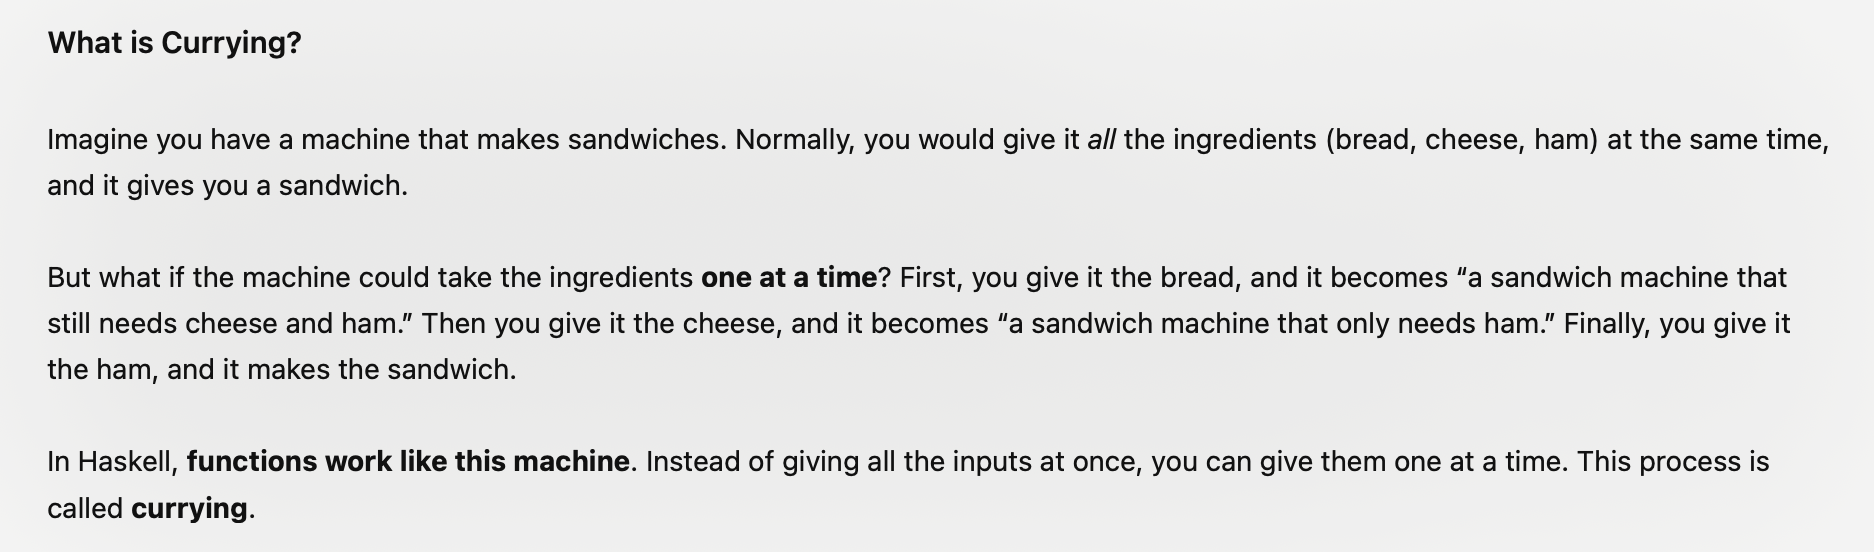 What is Currying?
Imagine you have a machine that makes sandwiches. Normally, you would give it all the ingredients (bread, cheese, ham) at the same time,
and it gives you a sandwich.
But what if the machine could take the ingredients one at a time? First, you give it the bread, and it becomes “a sandwich machine that
still needs cheese and ham.” Then you give it the cheese, and it becomes “a sandwich machine that only needs ham.” Finally, you give it
the ham, and it makes the sandwich.
In Haskell, functions work like this machine. Instead of giving all the inputs at once, you can give them one at a time. This process is
called currying.